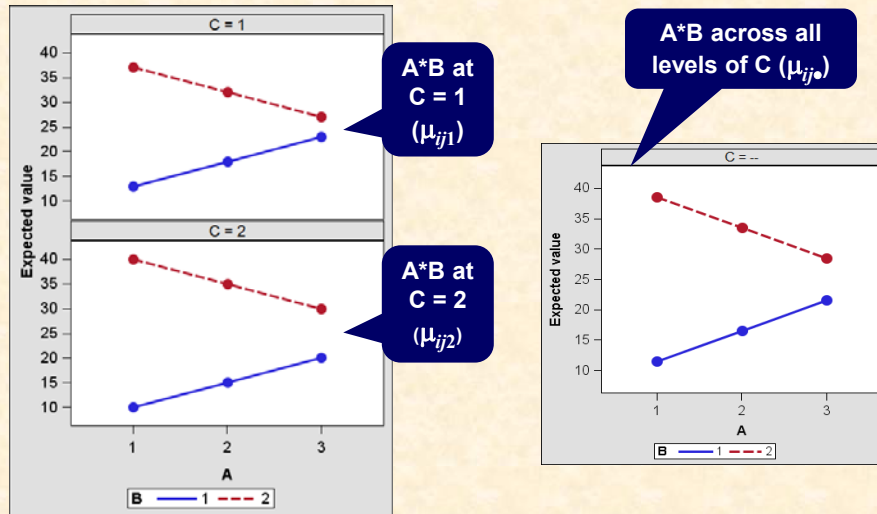 C = 1
40
35
30
25
20
15
10
A*B at
C = 1
(μij1)
Expected value
C = 2
40
35
30
25
20
15
10
A*B at
C = 2
(μij2)
1 2 3
A
B 1 2
A*B across all
levels of C (μij●)
C = --
40
35
30
25
20
15
10
Expected value
1 2 3
A
B 1 2